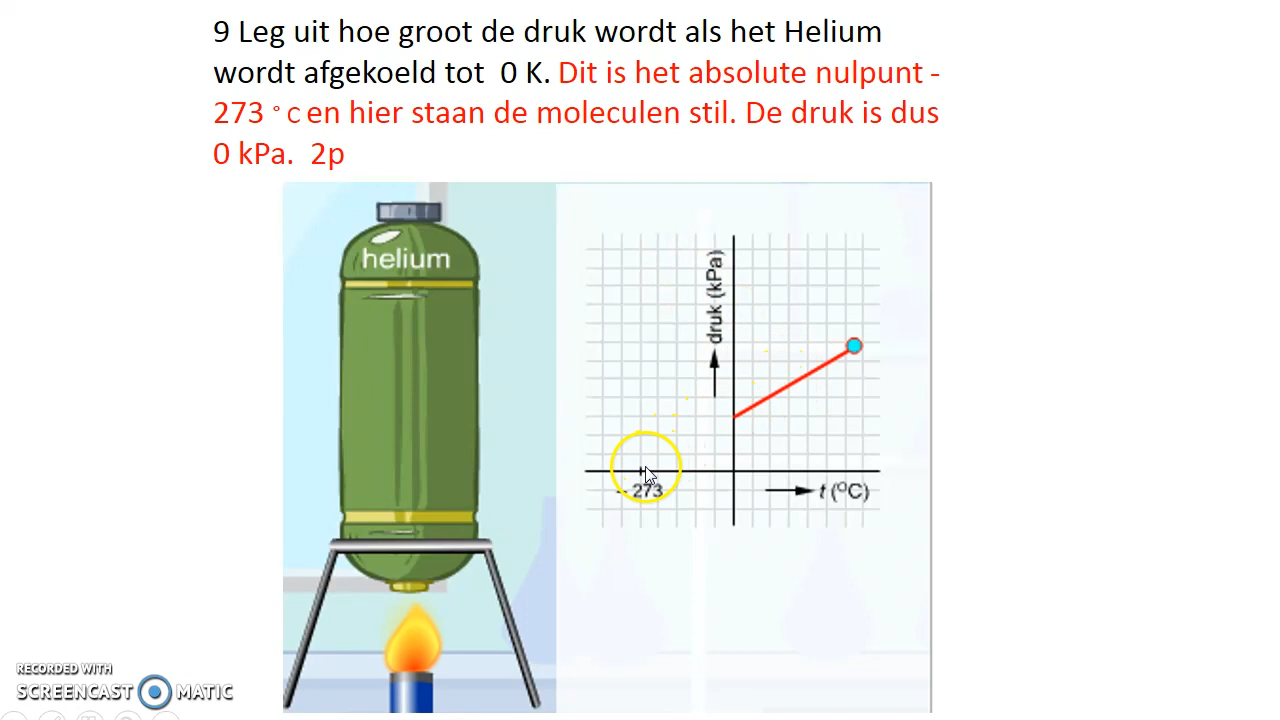 9 Leg uit hoe groot de druk wordt als het Helium
wordt afgekoeld tot 0 K. Dit is het absolute nulpunt -
273 °C en hier staan de moleculen stil. De druk is dus
0 kPa. 2p
helium
druk (kPa)
- 273
t (°C)
RECORDED WITH
SCREENCAST MATIC